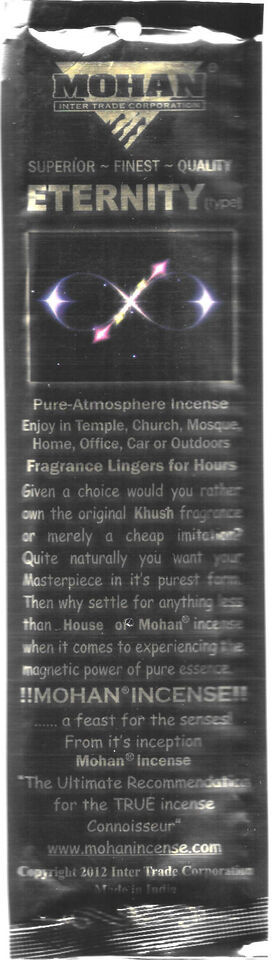 MOHAN®
INTER TRADE CORPORATION
SUPERIOR ~ FINEST ~ QUALITY
ETERNITY (type)
Pure-Atmosphere Incense
Enjoy in Temple, Church, Mosque,
Home, Office, Car or Outdoors
Fragrance Lingers for Hours
Given a choice would you rather
own the original Khush fragrance
or merely a cheap imitation?
Quite naturally you want your
Masterpiece in it's purest form.
Then why settle for anything less
than House of Mohan® incense
when it comes to experiencing the
magnetic power of pure essence.
!!MOHAN® INCENSE!!
...... a feast for the senses!
From it's inception
Mohan® Incense
"The Ultimate Recommendation
for the TRUE incense
Connoisseur"
www.mohanincense.com
Copyright 2012 Inter Trade Corporation
Made in India